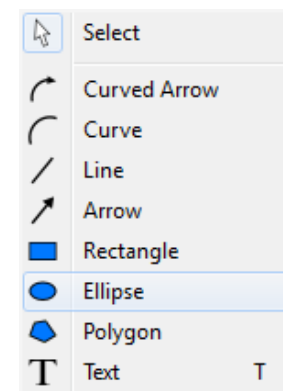 Select
Curved Arrow
Curve
Line
Arrow
Rectangle
Ellipse
Polygon
T Text T